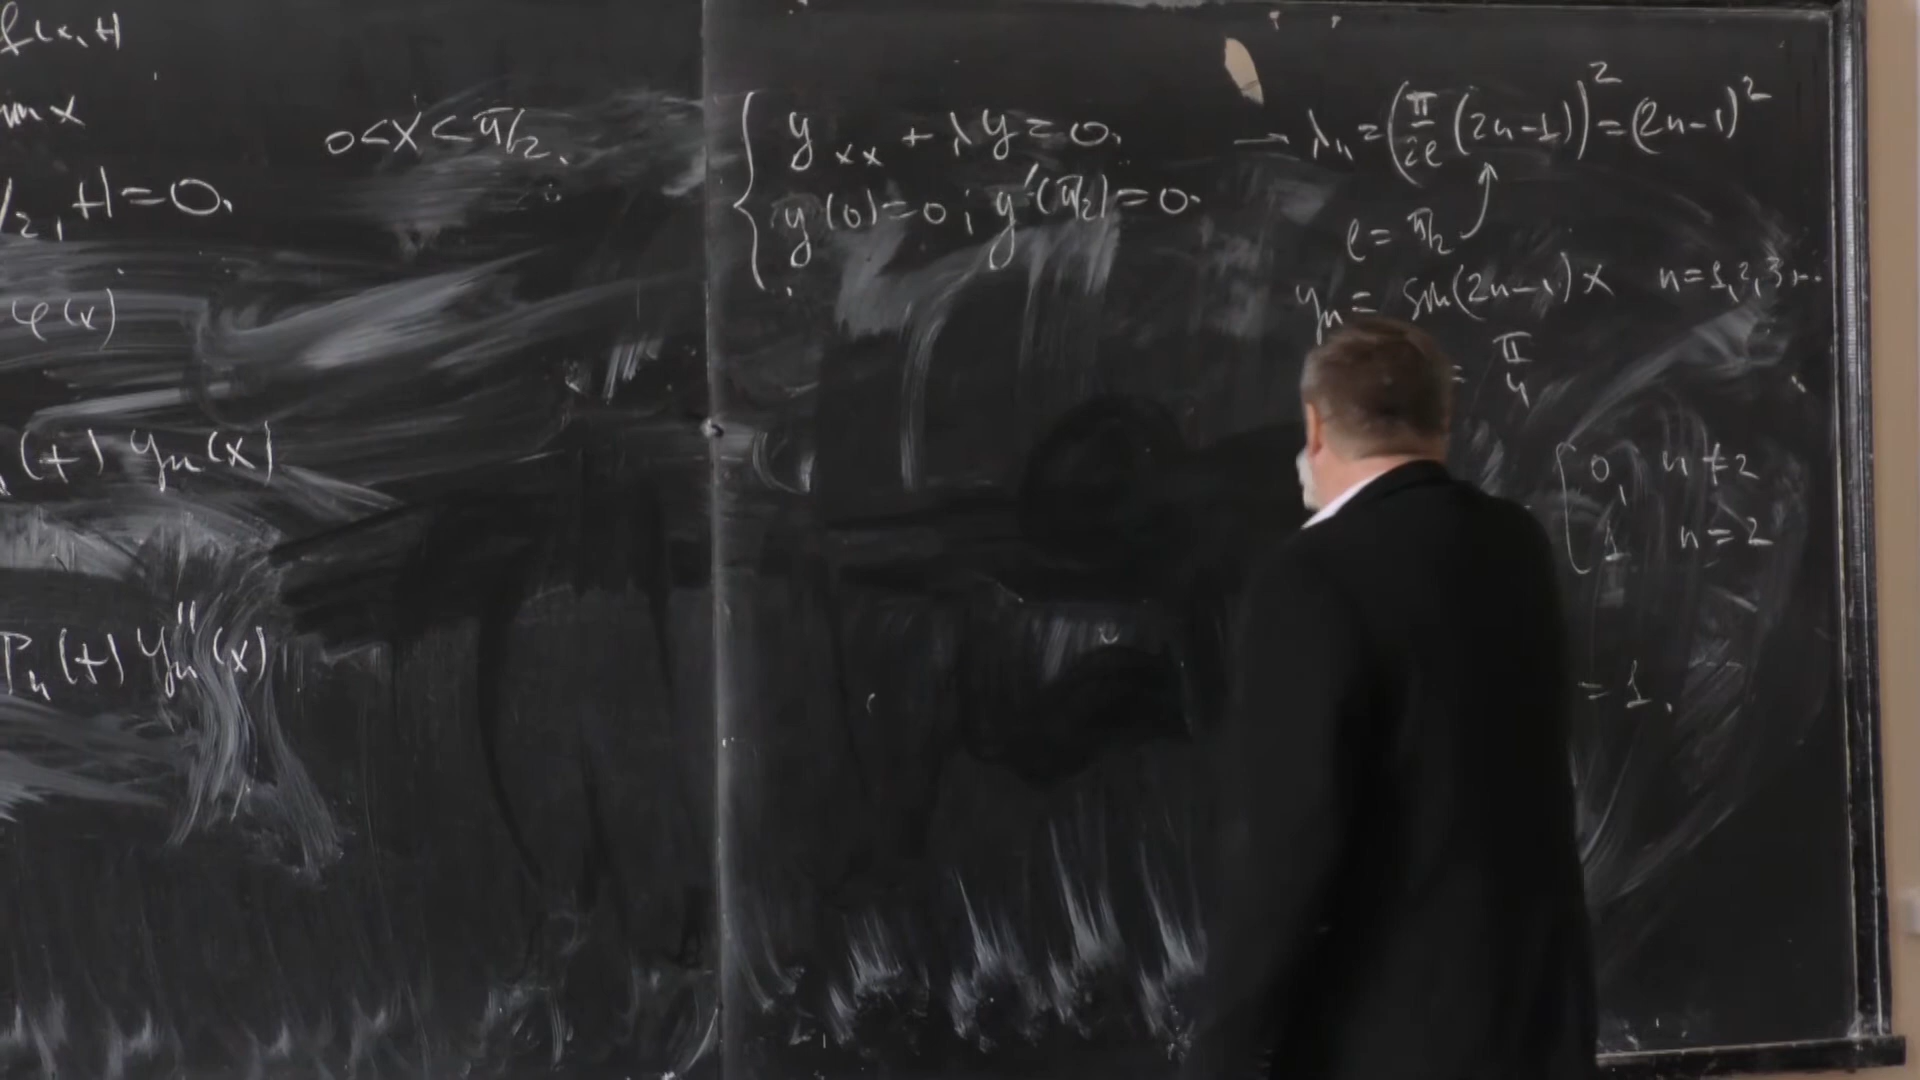 f(x,t)
sin x
0<x<π/2.
/2, t)=0.
φ(x)
(t) yₙ(x)
Pₙ(t) yₙ''(x)
{ y_xx + λy = 0.
y(0)=0; y'(π/2)=0.
→ λₙ = (π/2ℓ (2n-1))² = (2n-1)²
ℓ = π/2
yₙ = sin(2n-1)x n=1,2,3...
= π/4
{ 0, n≠2
1 n=2
= 1.